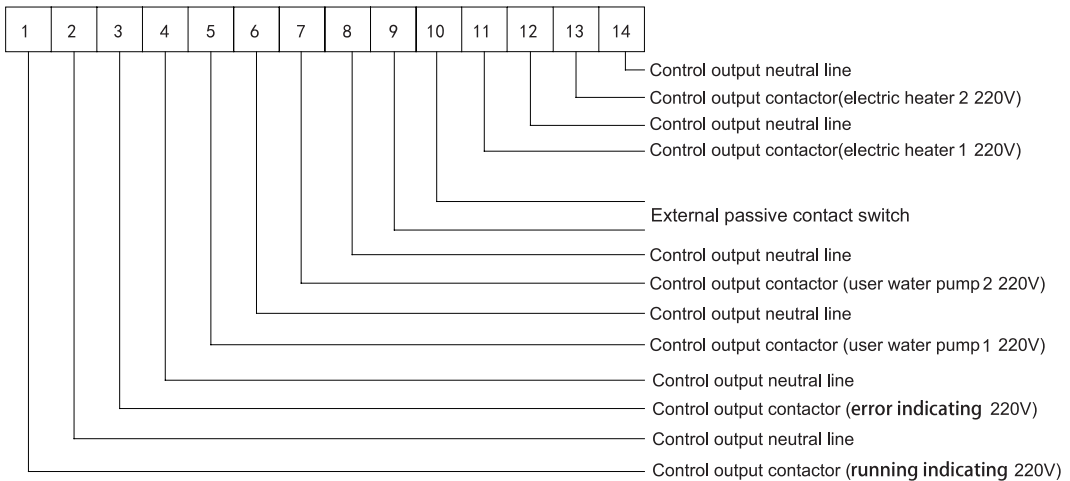 1 2 3 4 5 6 7 8 9 10 11 12 13 14
Control output neutral line
Control output contactor(electric heater 2 220V)
Control output neutral line
Control output contactor(electric heater 1 220V)
External passive contact switch
Control output neutral line
Control output contactor (user water pump 2 220V)
Control output neutral line
Control output contactor (user water pump 1 220V)
Control output neutral line
Control output contactor (error indicating 220V)
Control output neutral line
Control output contactor (running indicating 220V)